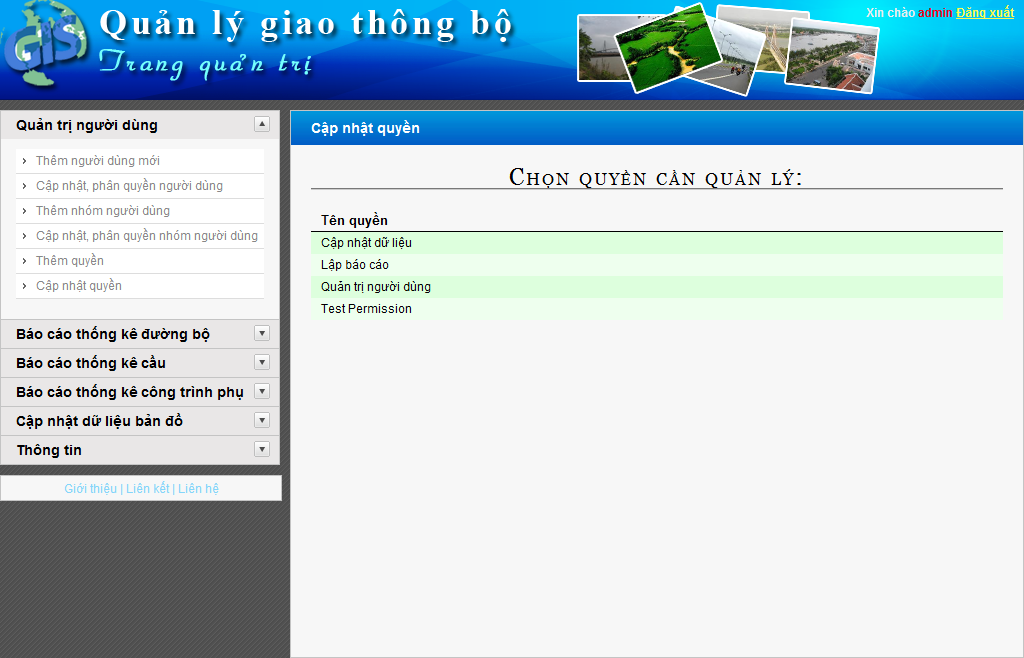 GIS
Quản lý giao thông bộ
Trang quản trị
Xin chào admin Đăng xuất
Quản trị người dùng
Thêm người dùng mới
Cập nhật, phân quyền người dùng
Thêm nhóm người dùng
Cập nhật, phân quyền nhóm người dùng
Thêm quyền
Cập nhật quyền
Báo cáo thống kê đường bộ
Báo cáo thống kê cầu
Báo cáo thống kê công trình phụ
Cập nhật dữ liệu bản đồ
Thông tin
Giới thiệu | Liên kết | Liên hệ
Cập nhật quyền
Chọn quyền cần quản lý:
Tên quyền
Cập nhật dữ liệu
Lập báo cáo
Quản trị người dùng
Test Permission